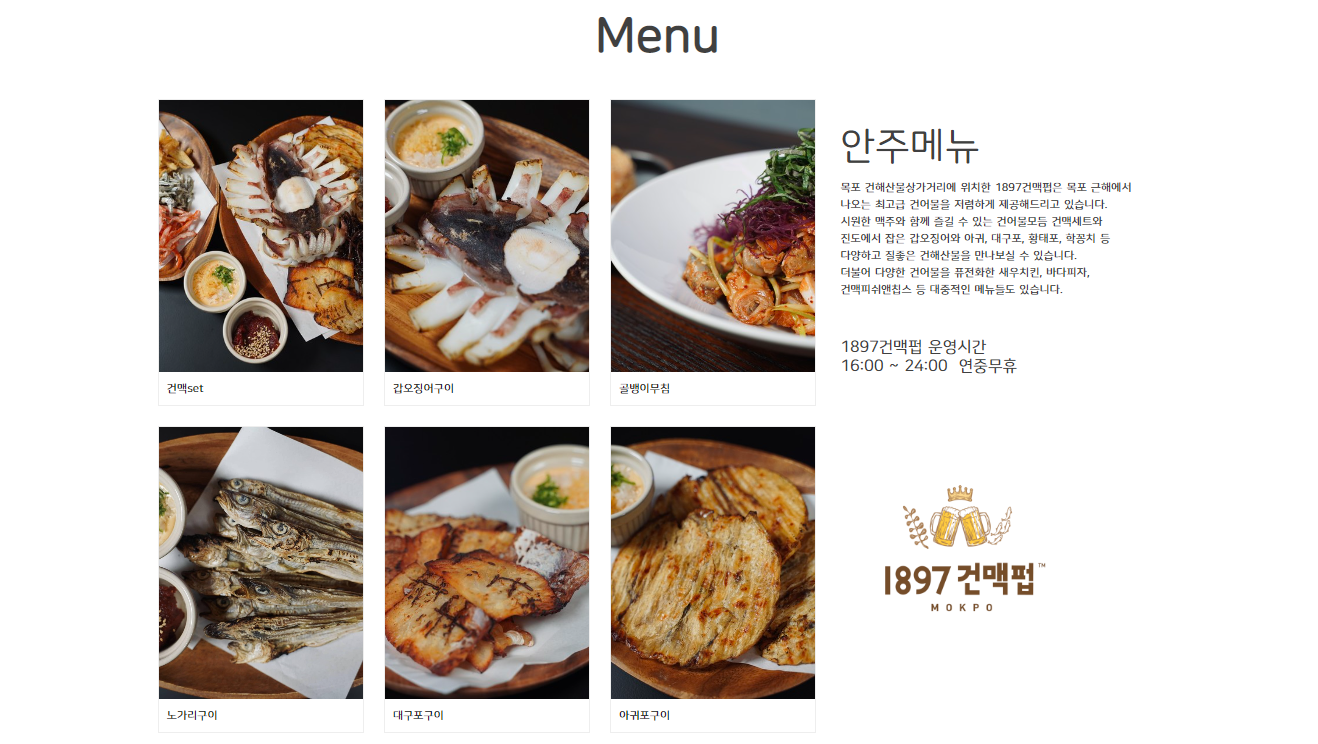 Menu
건맥set
갑오징어구이
골뱅이무침
안주메뉴
목포 건해산물상가거리에 위치한 1897건맥펍은 목포 근해에서
나오는 최고급 건어물을 저렴하게 제공해드리고 있습니다.
시원한 맥주와 함께 즐길 수 있는 건어물모듬 건맥세트와
진도에서 잡은 갑오징어와 아귀, 대구포, 황태포, 학꽁치 등
다양하고 질좋은 건해산물을 만나보실 수 있습니다.
더불어 다양한 건어물을 퓨전화한 새우치킨, 바다피자,
건맥피쉬앤칩스 등 대중적인 메뉴들도 있습니다.
1897건맥펍 운영시간
16:00 ~ 24:00 연중무휴
노가리구이
대구포구이
아귀포구이
1897 건맥펍 ™
MOKPO